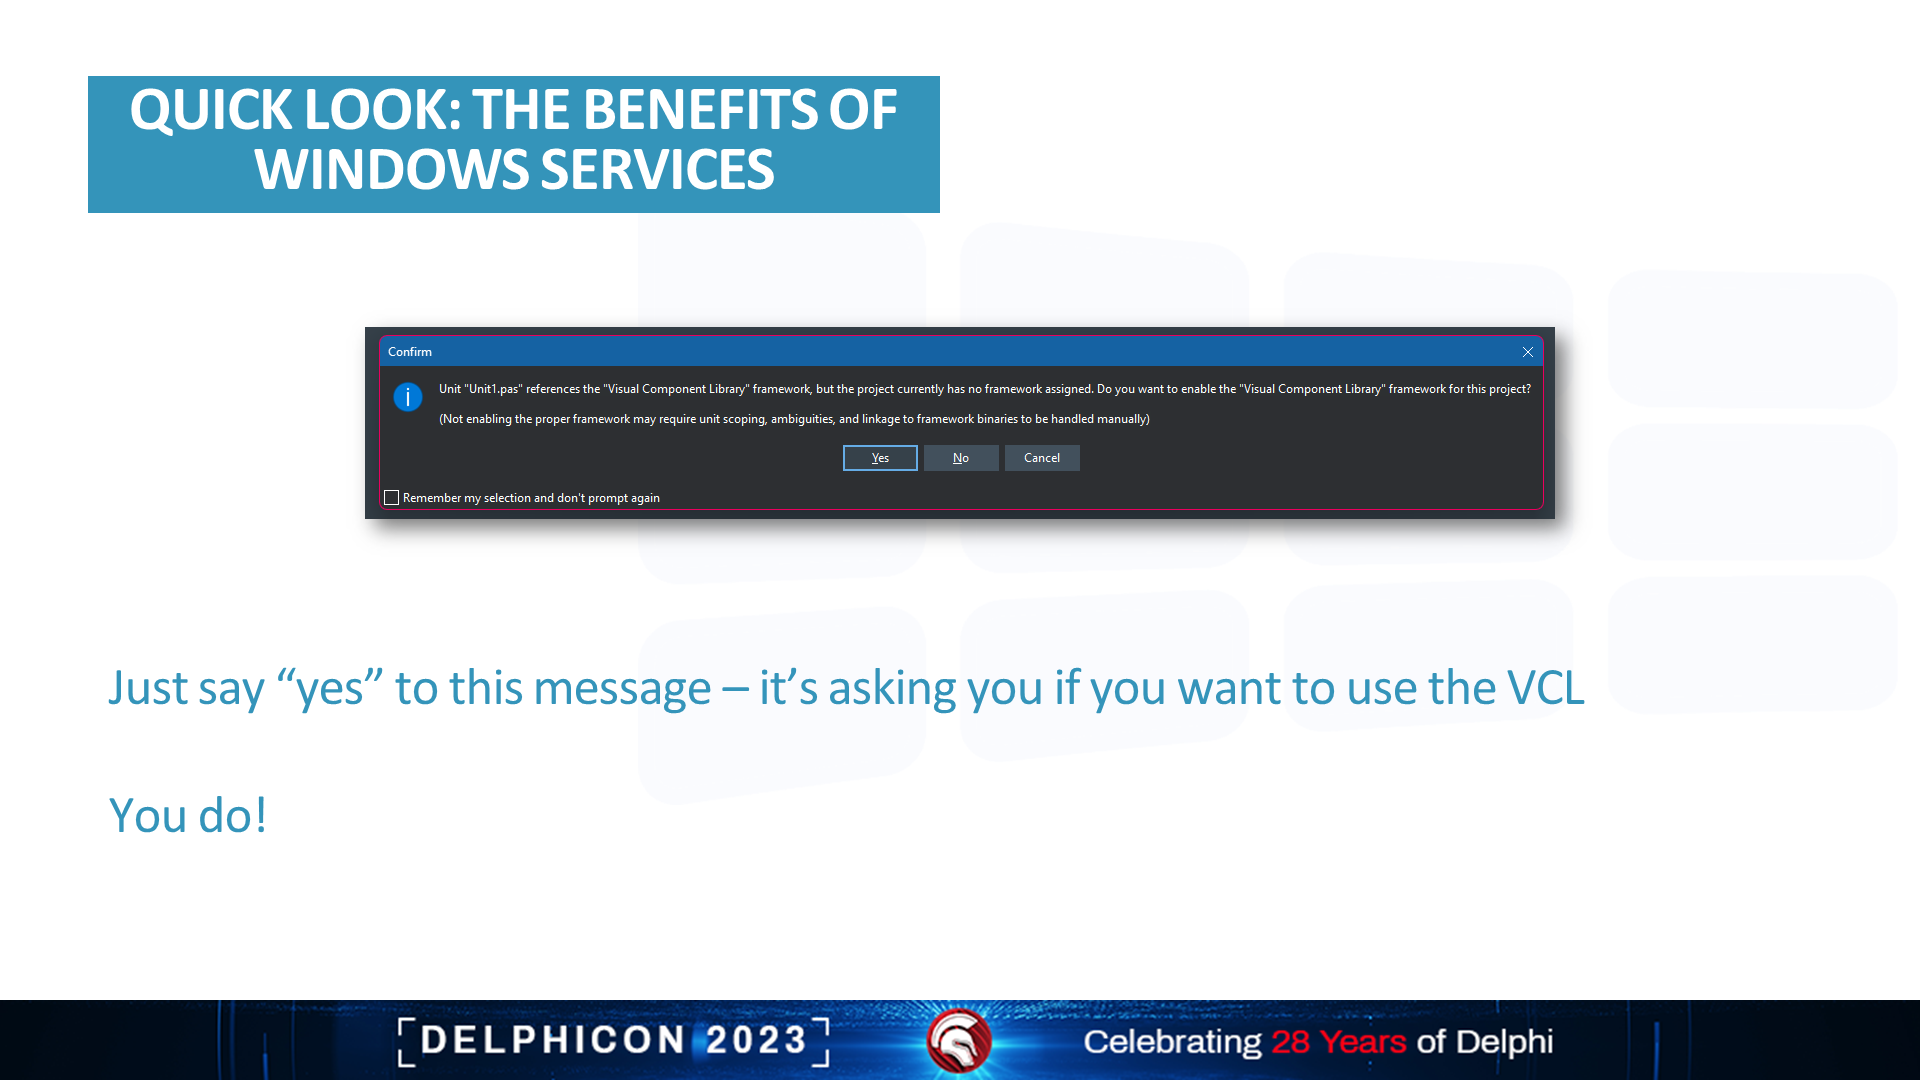 QUICK LOOK: THE BENEFITS OF
WINDOWS SERVICES
Confirm
Unit "Unit1.pas" references the "Visual Component Library" framework, but the project currently has no framework assigned. Do you want to enable the "Visual Component Library" framework for this project?
(Not enabling the proper framework may require unit scoping, ambiguities, and linkage to framework binaries to be handled manually)
Yes No Cancel
Remember my selection and don't prompt again
Just say “yes” to this message – it’s asking you if you want to use the VCL
You do!
DELPHICON 2023 Celebrating 28 Years of Delphi